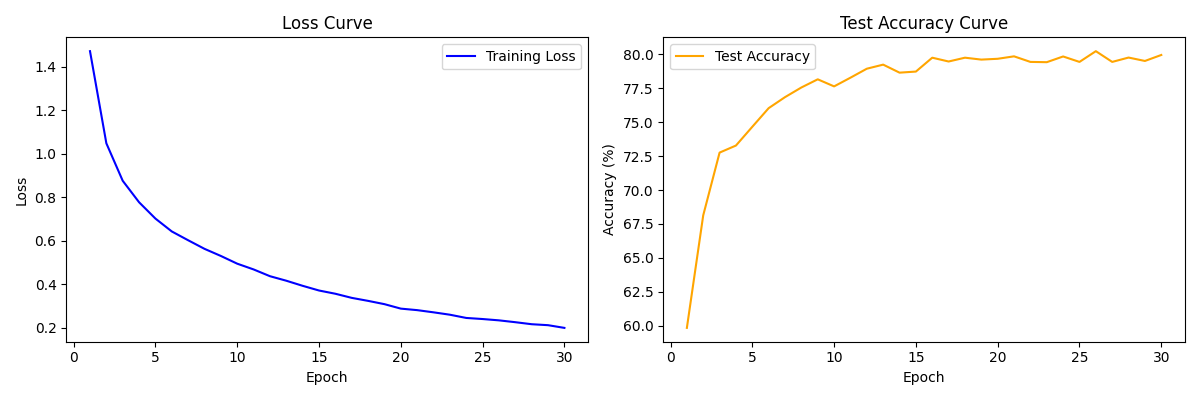 Loss Curve
Training Loss
1.4
1.2
1.0
0.8
0.6
0.4
0.2
Loss
0 5 10 15 20 25 30
Epoch
Test Accuracy Curve
Test Accuracy
80.0
77.5
75.0
72.5
70.0
67.5
65.0
62.5
60.0
Accuracy (%)
0 5 10 15 20 25 30
Epoch